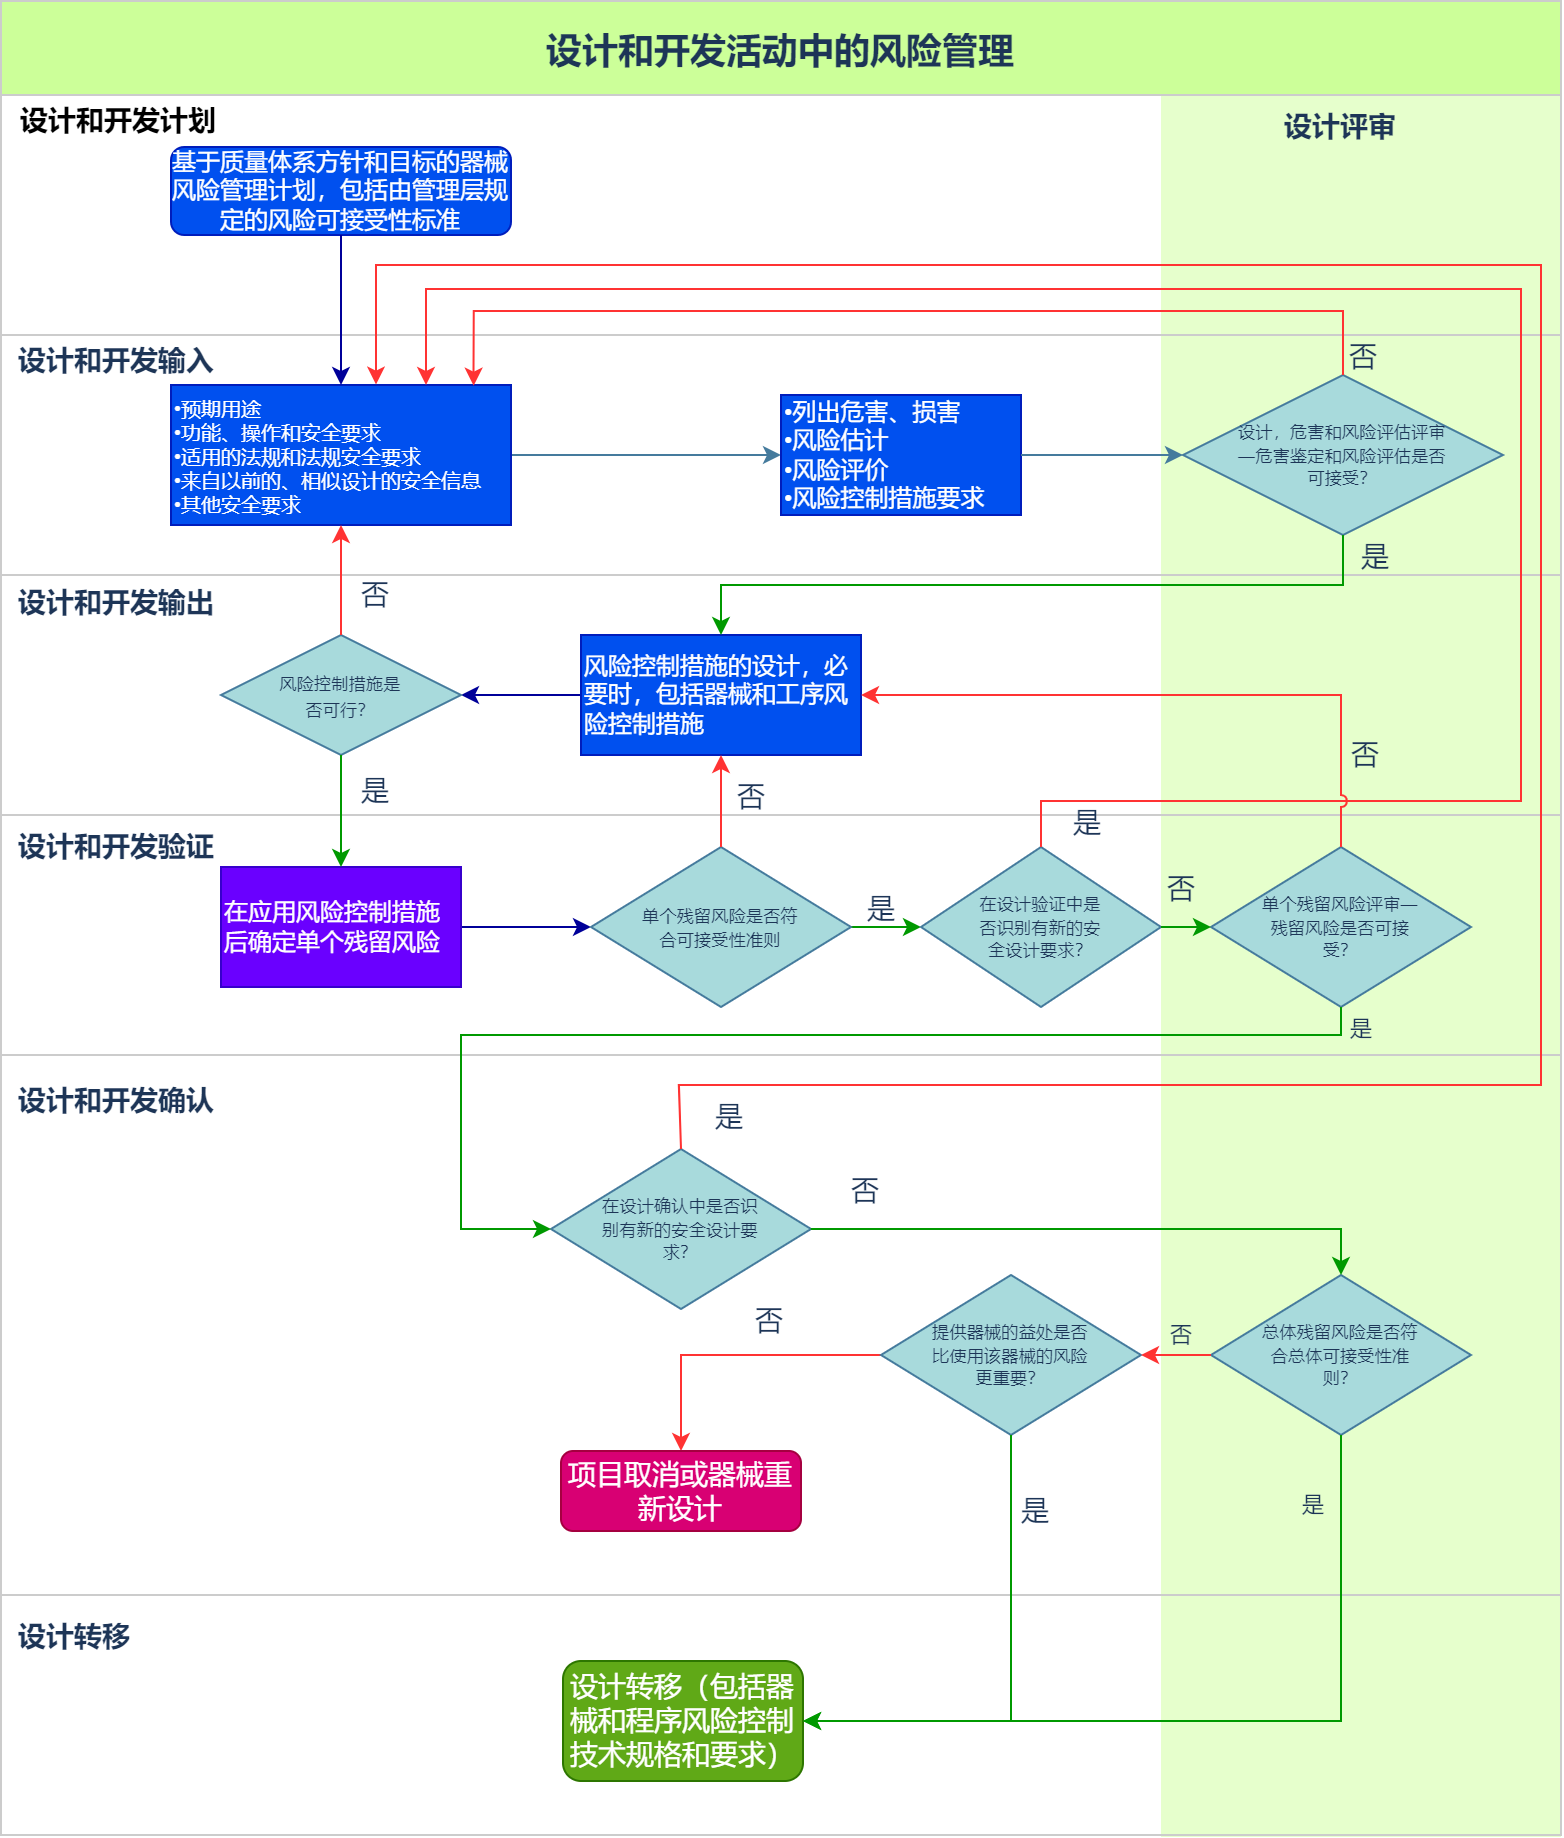 设计和开发活动中的风险管理
设计和开发计划
设计评审
基于质量体系方针和目标的器械
风险管理计划，包括由管理层规
定的风险可接受性标准
设计和开发输入
否
•预期用途
•功能、操作和安全要求
•适用的法规和法规安全要求
•来自以前的、相似设计的安全信息
•其他安全要求
•列出危害、损害
•风险估计
•风险评价
•风险控制措施要求
设计，危害和风险评估评审
—危害鉴定和风险评估是否
可接受？
是
设计和开发输出
否
风险控制措施是
否可行？
风险控制措施的设计，必
要时，包括器械和工序风
险控制措施
否
是
否
设计和开发验证
是
在应用风险控制措施
后确定单个残留风险
单个残留风险是否符
合可接受性准则
是
在设计验证中是
否识别有新的安
全设计要求？
否
单个残留风险评审—
残留风险是否可接
受？
是
设计和开发确认
是
在设计确认中是否识
别有新的安全设计要
求？
否
否
提供器械的益处是否
比使用该器械的风险
更重要？
否
总体残留风险是否符
合总体可接受性准
则？
项目取消或器械重
新设计
是
是
设计转移
设计转移（包括器
械和程序风险控制
技术规格和要求）